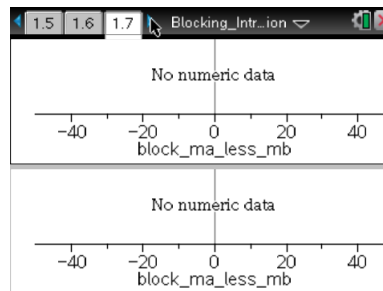 1.5 1.6 1.7 Blocking_Intr...ion
No numeric data
-40 -20 0 20 40
block_ma_less_mb
No numeric data
-40 -20 0 20 40
block_ma_less_mb